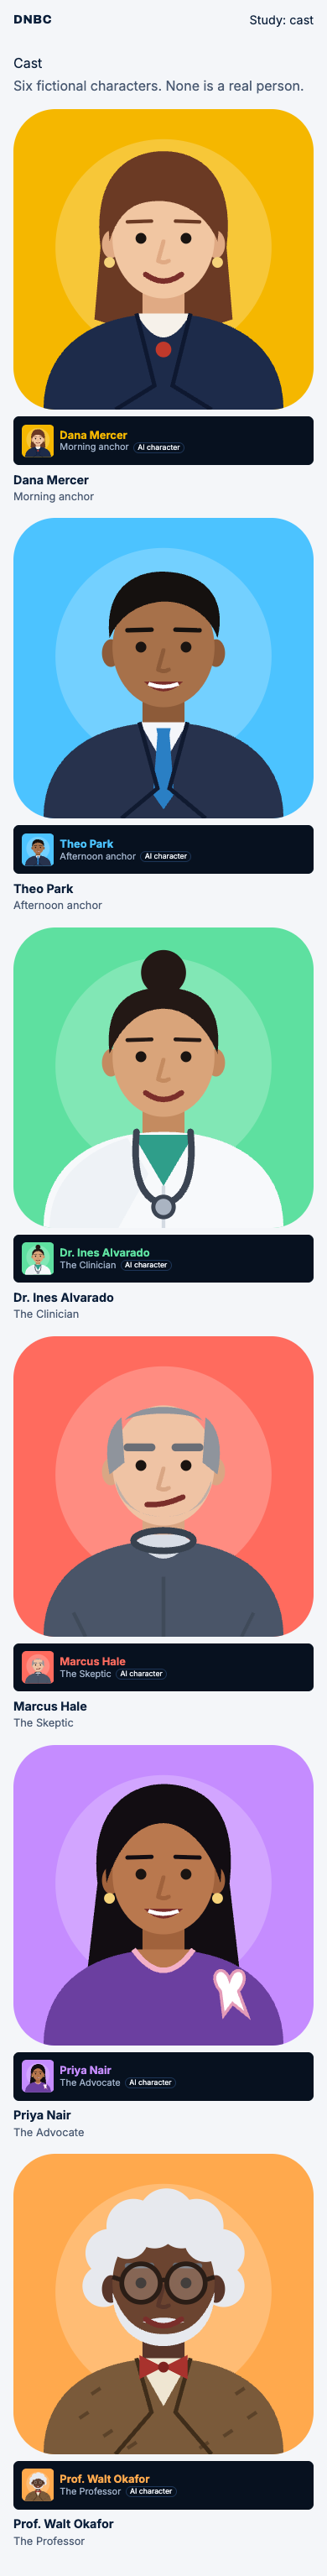 DNBC
Study: cast
Cast
Six fictional characters. None is a real person.
Dana Mercer
Morning anchor AI character
Dana Mercer
Morning anchor
Theo Park
Afternoon anchor AI character
Theo Park
Afternoon anchor
Dr. Ines Alvarado
The Clinician AI character
Dr. Ines Alvarado
The Clinician
Marcus Hale
The Skeptic AI character
Marcus Hale
The Skeptic
Priya Nair
The Advocate AI character
Priya Nair
The Advocate
Prof. Walt Okafor
The Professor AI character
Prof. Walt Okafor
The Professor